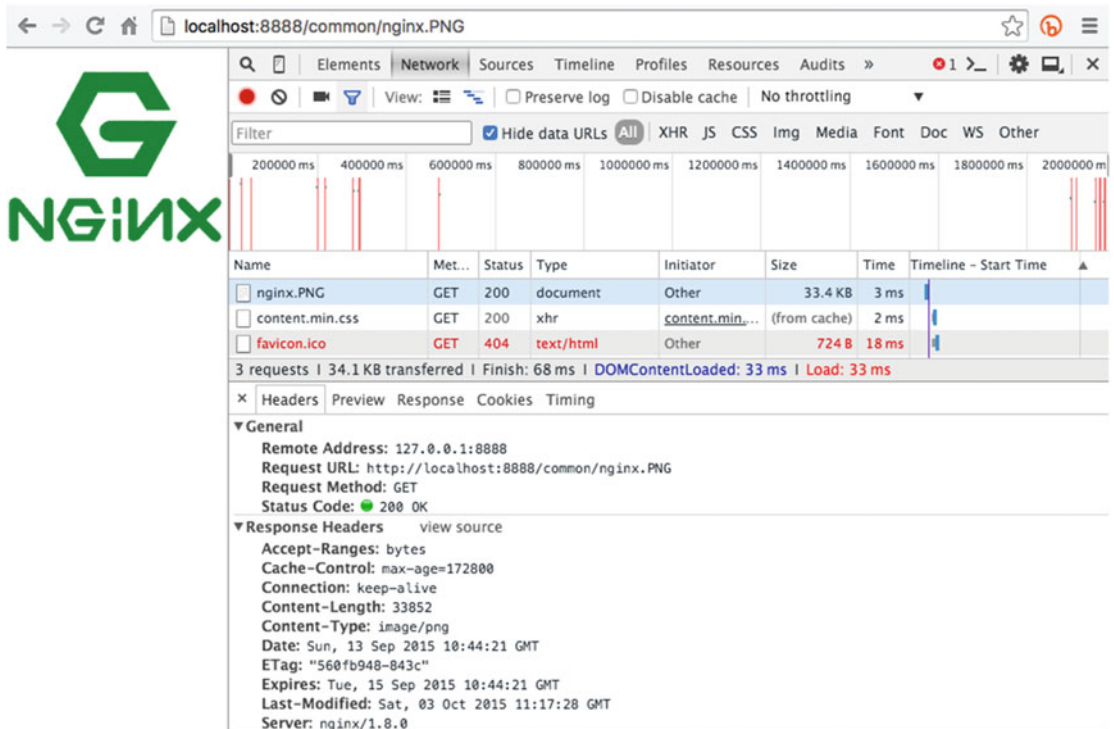 localhost:8888/common/nginx.PNG
NGiNX
Elements Network Sources Timeline Profiles Resources Audits » 1
View: Preserve log Disable cache No throttling
Filter Hide data URLs All XHR JS CSS Img Media Font Doc WS Other
200000 ms 400000 ms 600000 ms 800000 ms 1000000 ms 1200000 ms 1400000 ms 1600000 ms 1800000 ms 2000000 m
Name Met... Status Type Initiator Size Time Timeline – Start Time
nginx.PNG GET 200 document Other 33.4 KB 3 ms
content.min.css GET 200 xhr content.min.... (from cache) 2 ms
favicon.ico GET 404 text/html Other 724 B 18 ms
3 requests | 34.1 KB transferred | Finish: 68 ms | DOMContentLoaded: 33 ms | Load: 33 ms
× Headers Preview Response Cookies Timing
General
Remote Address: 127.0.0.1:8888
Request URL: http://localhost:8888/common/nginx.PNG
Request Method: GET
Status Code: 200 OK
Response Headers view source
Accept-Ranges: bytes
Cache-Control: max-age=172800
Connection: keep-alive
Content-Length: 33852
Content-Type: image/png
Date: Sun, 13 Sep 2015 10:44:21 GMT
ETag: "560fb948-843c"
Expires: Tue, 15 Sep 2015 10:44:21 GMT
Last-Modified: Sat, 03 Oct 2015 11:17:28 GMT
Server: nginx/1.8.0